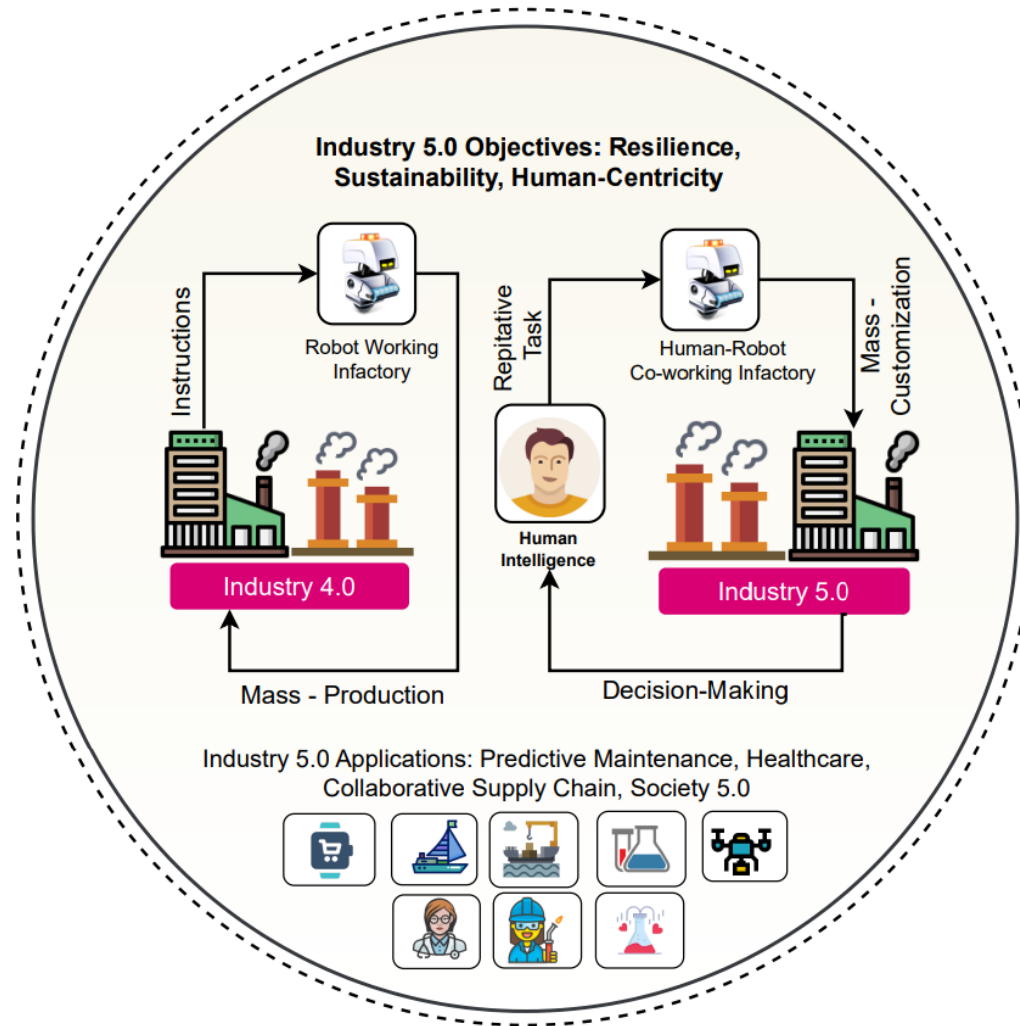 Industry 5.0 Objectives: Resilience,
Sustainability, Human-Centricity
Instructions
Robot Working
Infactory
Industry 4.0
Mass - Production
Repitative
Task
Human-Robot
Co-working Infactory
Mass -
Customization
Human
Intelligence
Industry 5.0
Decision-Making
Industry 5.0 Applications: Predictive Maintenance, Healthcare,
Collaborative Supply Chain, Society 5.0